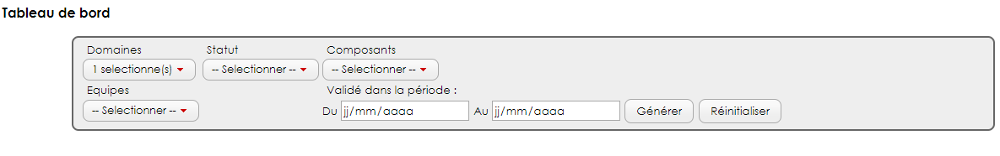 Tableau de bord
Domaines Statut Composants
1 selectionne(s) -- Selectionner -- -- Selectionner --
Equipes Validé dans la période :
-- Selectionner -- Du jj/mm/aaaa Au jj/mm/aaaa Générer Réinitialiser